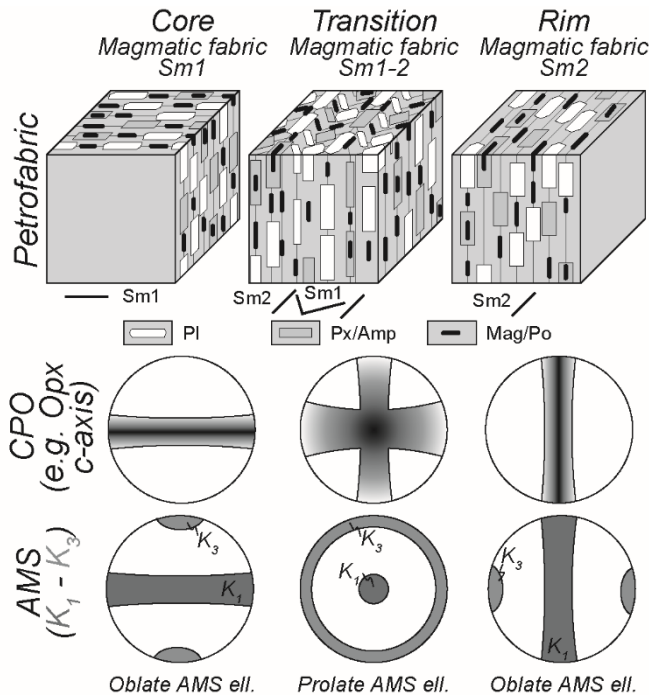 Core
Magmatic fabric
Sm1
Transition
Magmatic fabric
Sm1-2
Rim
Magmatic fabric
Sm2
Petrofabric
Sm1
Sm2
Sm1
Sm2
Pl
Px/Amp
Mag/Po
CPO
(e.g. Opx
c-axis)
AMS
(K1 - K3)
K3
K1
K3
K1
K3
K1
Oblate AMS ell.
Prolate AMS ell.
Oblate AMS ell.